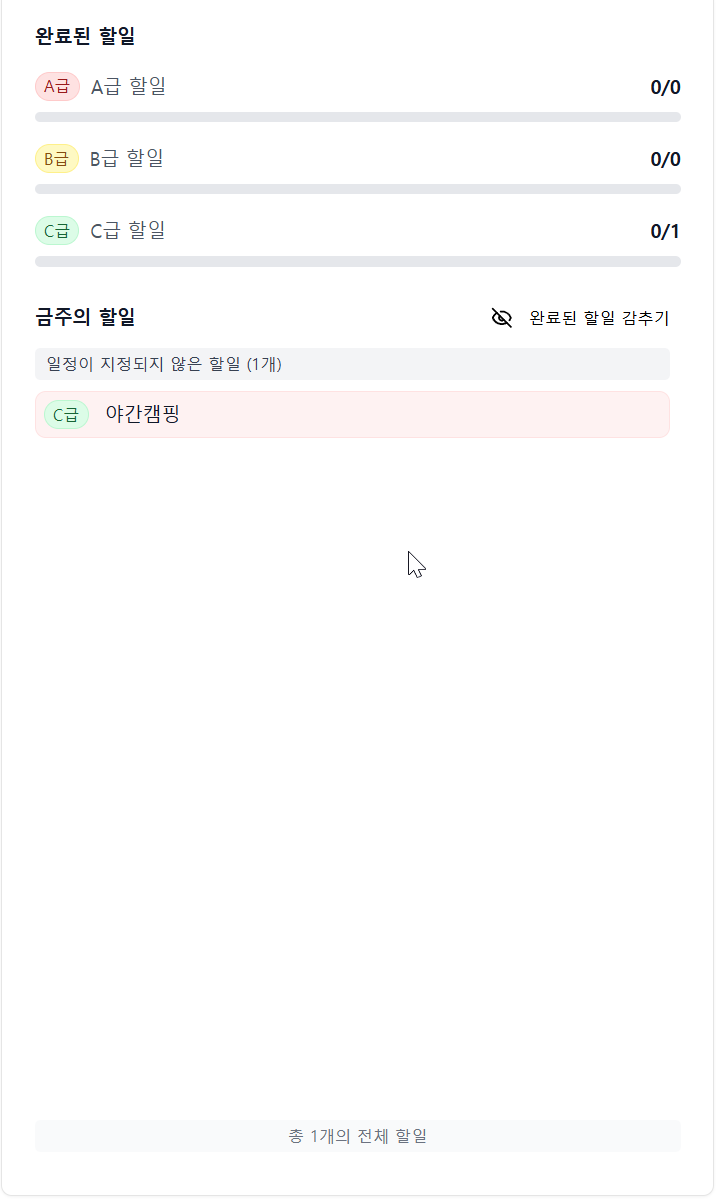 완료된 할일
A급 A급 할일 0/0
B급 B급 할일 0/0
C급 C급 할일 0/1
금주의 할일 완료된 할일 감추기
일정이 지정되지 않은 할일 (1개)
C급 야간캠핑
총 1개의 전체 할일